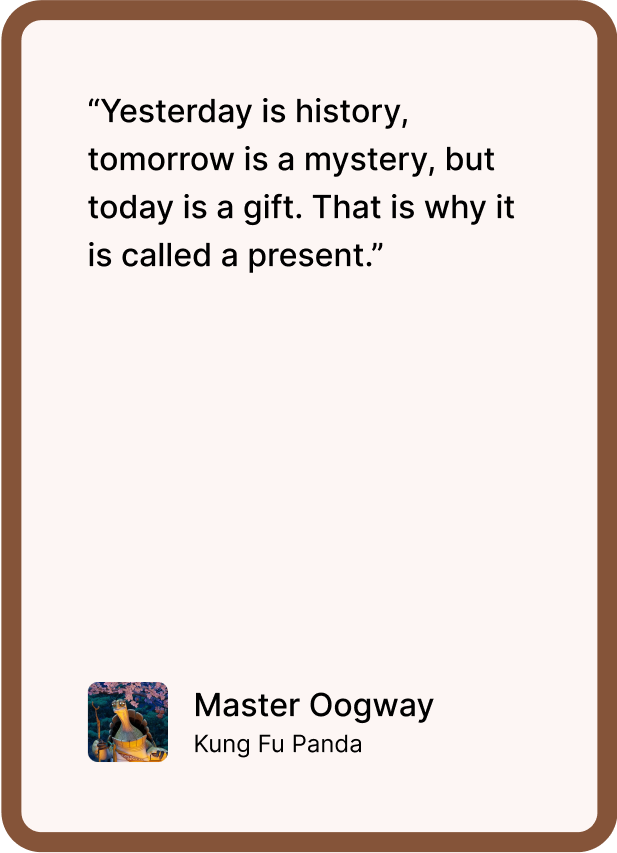 “Yesterday is history,
tomorrow is a mystery, but
today is a gift. That is why it
is called a present.”
Master Oogway
Kung Fu Panda